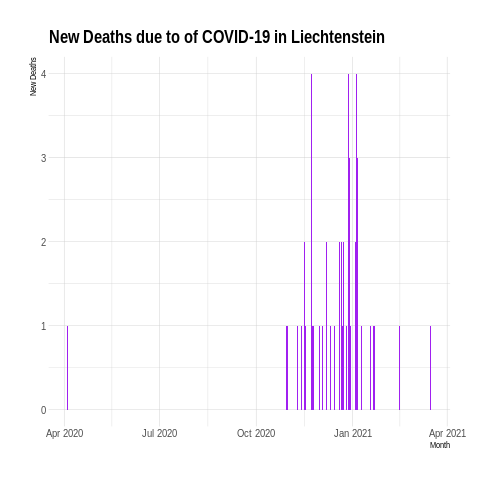 New Deaths due to of COVID-19 in Liechtenstein
New Deaths
4
3
2
1
0
Apr 2020 Jul 2020 Oct 2020 Jan 2021 Apr 2021
Month